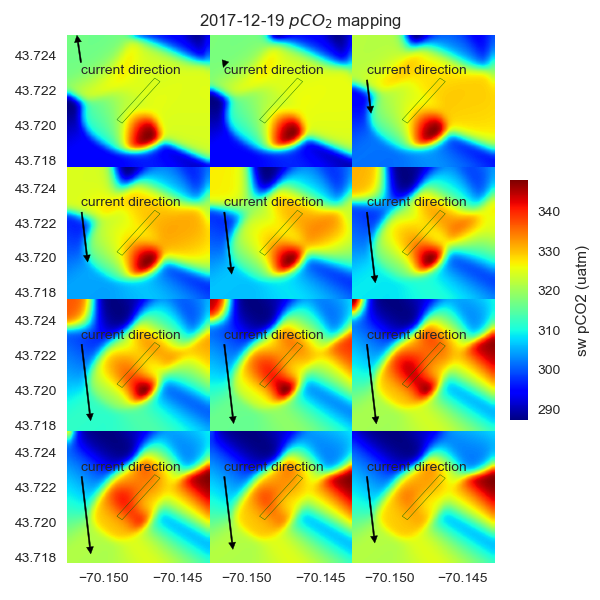 2017-12-19 pCO₂ mapping
43.724
43.722
43.720
43.718
current direction
current direction
current direction
43.724
43.722
43.720
43.718
current direction
current direction
current direction
43.724
43.722
43.720
43.718
current direction
current direction
current direction
43.724
43.722
43.720
43.718
current direction
current direction
current direction
−70.150 −70.145 −70.150 −70.145 −70.150 −70.145
340
330
320
310
300
290
sw pCO2 (uatm)